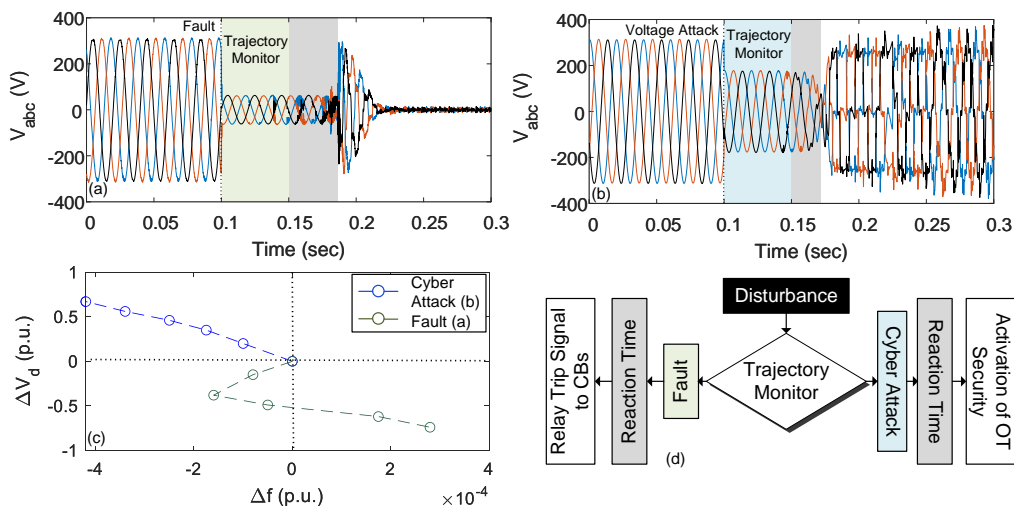 400
200
0
-200
-400
V_abc (V)
Fault
Trajectory
Monitor
(a)
0
0.1
0.05
0.15
0.2
0.25
0.3
Time (sec)
400
200
0
-200
-400
V_abc (V)
Voltage Attack
Trajectory
Monitor
(b)
0
0.05
0.1
0.15
0.2
0.25
0.3
Time (sec)
1
0.5
0
-0.5
-1
ΔV_d (p.u.)
Cyber
Attack (b)
Fault (a)
(c)
-4
-2
0
2
4
×10^-4
Δf (p.u.)
Disturbance
Trajectory
Monitor
Fault
Reaction Time
Relay Trip Signal
to CBs
Cyber Attack
Reaction Time
Activation of OT
Security
(d)